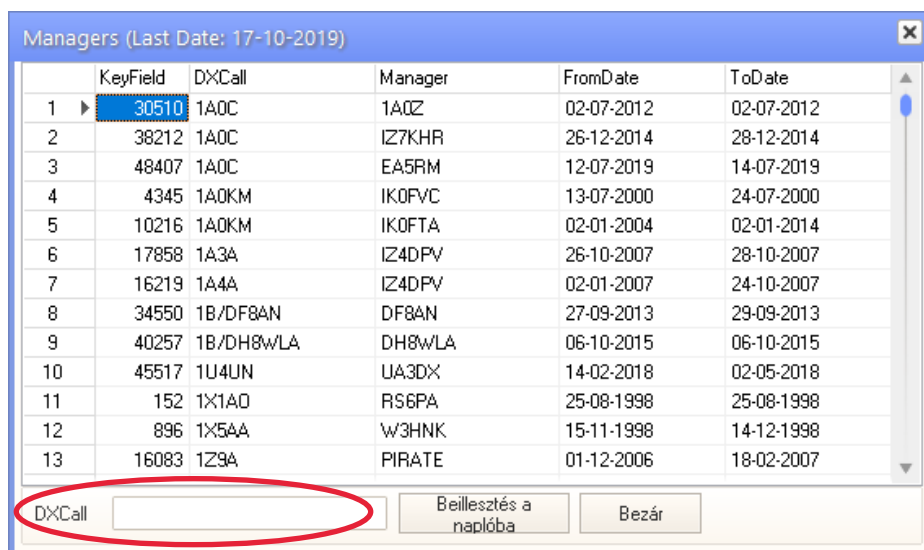 Managers (Last Date: 17-10-2019)
KeyField DXCall Manager FromDate ToDate
1 30510 1A0C 1A0Z 02-07-2012 02-07-2012
2 38212 1A0C IZ7KHR 26-12-2014 28-12-2014
3 48407 1A0C EA5RM 12-07-2019 14-07-2019
4 4345 1A0KM IK0FVC 13-07-2000 24-07-2000
5 10216 1A0KM IK0FTA 02-01-2004 02-01-2014
6 17858 1A3A IZ4DPV 26-10-2007 28-10-2007
7 16219 1A4A IZ4DPV 02-01-2007 24-10-2007
8 34550 1B/DF8AN DF8AN 27-09-2013 29-09-2013
9 40257 1B/DH8WLA DH8WLA 06-10-2015 06-10-2015
10 45517 1U4UN UA3DX 14-02-2018 02-05-2018
11 152 1X1AO RS6PA 25-08-1998 25-08-1998
12 896 1X5AA W3HNK 15-11-1998 14-12-1998
13 16083 1Z9A PIRATE 01-12-2006 18-02-2007
DXCall
Beillesztés a
naplóba
Bezár